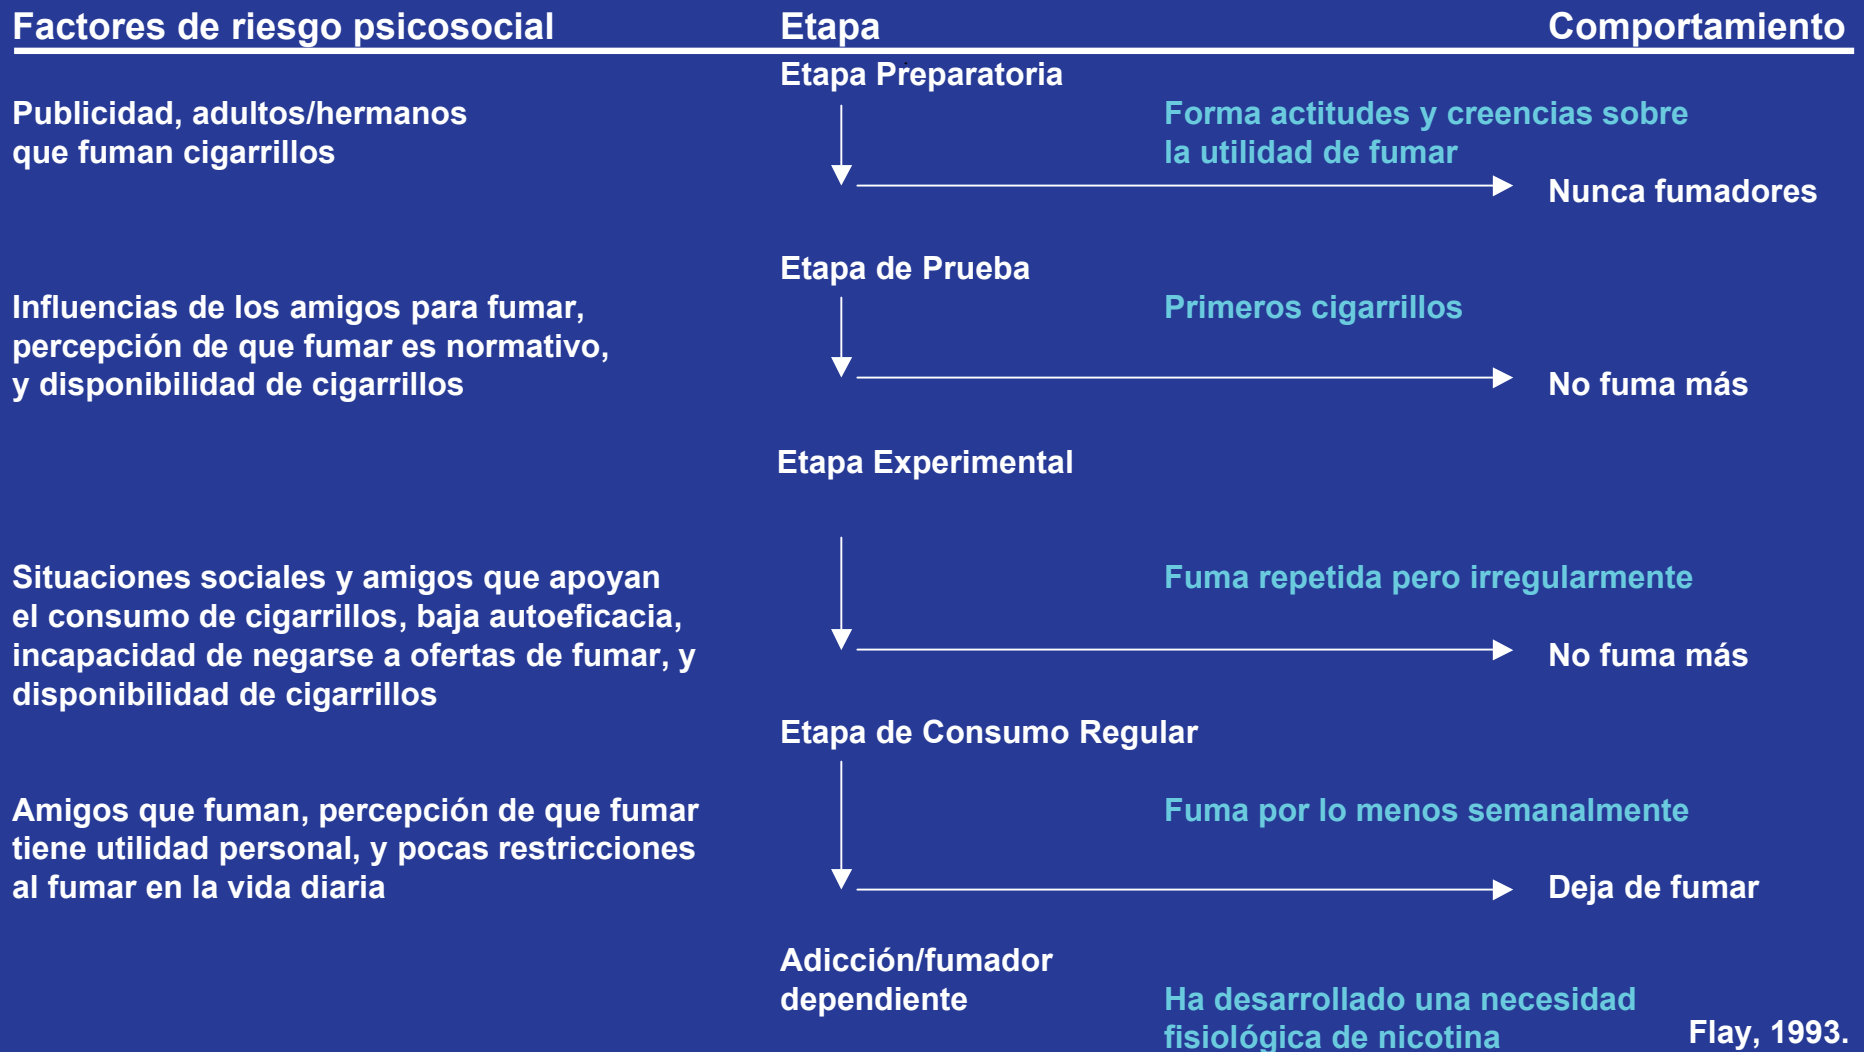 Factores de riesgo psicosocial
Etapa
Comportamiento
Etapa Preparatoria
Publicidad, adultos/hermanos
que fuman cigarrillos
Forma actitudes y creencias sobre
la utilidad de fumar
Nunca fumadores
Etapa de Prueba
Influencias de los amigos para fumar,
percepción de que fumar es normativo,
y disponibilidad de cigarrillos
Primeros cigarrillos
No fuma más
Etapa Experimental
Situaciones sociales y amigos que apoyan
el consumo de cigarrillos, baja autoeficacia,
incapacidad de negarse a ofertas de fumar, y
disponibilidad de cigarrillos
Fuma repetida pero irregularmente
No fuma más
Etapa de Consumo Regular
Amigos que fuman, percepción de que fumar
tiene utilidad personal, y pocas restricciones
al fumar en la vida diaria
Fuma por lo menos semanalmente
Deja de fumar
Adicción/fumador
dependiente
Ha desarrollado una necesidad
fisiológica de nicotina
Flay, 1993.